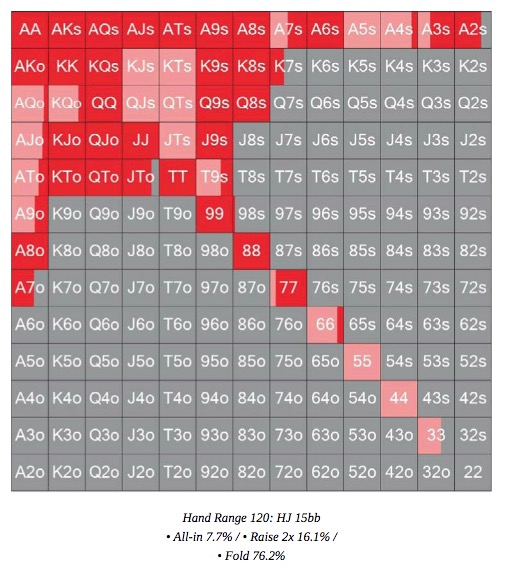 AA AKs AQs AJs ATs A9s A8s A7s A6s A5s A4s A3s A2s
AKo KK KQs KJs KTs K9s K8s K7s K6s K5s K4s K3s K2s
AQo KQo QQ QJs QTs Q9s Q8s Q7s Q6s Q5s Q4s Q3s Q2s
AJo KJo QJo JJ JTs J9s J8s J7s J6s J5s J4s J3s J2s
ATo KTo QTo JTo TT T9s T8s T7s T6s T5s T4s T3s T2s
A9o K9o Q9o J9o T9o 99 98s 97s 96s 95s 94s 93s 92s
A8o K8o Q8o J8o T8o 98o 88 87s 86s 85s 84s 83s 82s
A7o K7o Q7o J7o T7o 97o 87o 77 76s 75s 74s 73s 72s
A6o K6o Q6o J6o T6o 96o 86o 76o 66 65s 64s 63s 62s
A5o K5o Q5o J5o T5o 95o 85o 75o 65o 55 54s 53s 52s
A4o K4o Q4o J4o T4o 94o 84o 74o 64o 54o 44 43s 42s
A3o K3o Q3o J3o T3o 93o 83o 73o 63o 53o 43o 33 32s
A2o K2o Q2o J2o T2o 92o 82o 72o 62o 52o 42o 32o 22
Hand Range 120: HJ 15bb
• All-in 7.7% / • Raise 2x 16.1% /
• Fold 76.2%